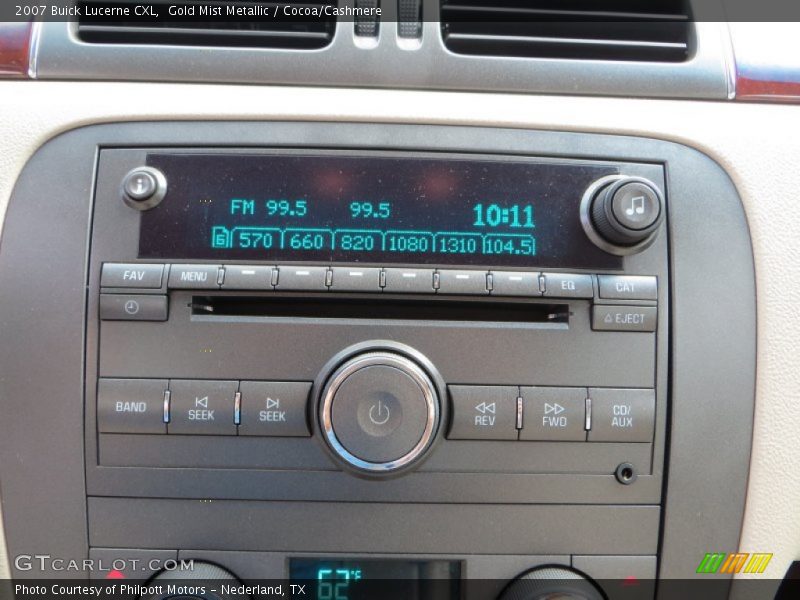 2007 Buick Lucerne CXL, Gold Mist Metallic / Cocoa/Cashmere
FM 99.5 99.5 10:11
6 570 660 820 1080 1310 104.5
FAV MENU EQ CAT
EJECT
BAND SEEK SEEK REV FWD CD/AUX
62°F
GTCARLOT.COM
Photo Courtesy of Philpott Motors - Nederland, TX